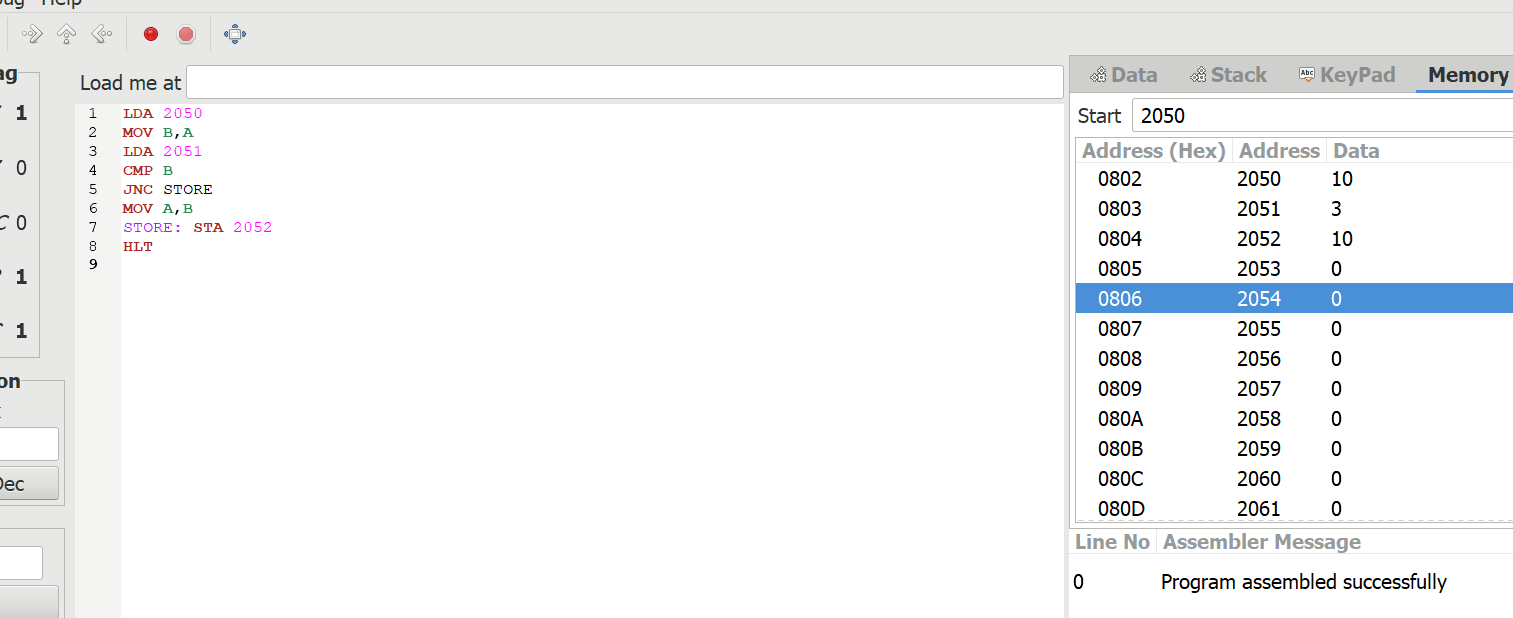 Help
ag
1
0
C 0
1
1
on
Dec
Load me at
1 LDA 2050
2 MOV B,A
3 LDA 2051
4 CMP B
5 JNC STORE
6 MOV A,B
7 STORE: STA 2052
8 HLT
9
Data Stack Abc KeyPad Memory
Start 2050
Address (Hex) Address Data
0802 2050 10
0803 2051 3
0804 2052 10
0805 2053 0
0806 2054 0
0807 2055 0
0808 2056 0
0809 2057 0
080A 2058 0
080B 2059 0
080C 2060 0
080D 2061 0
Line No Assembler Message
0 Program assembled successfully